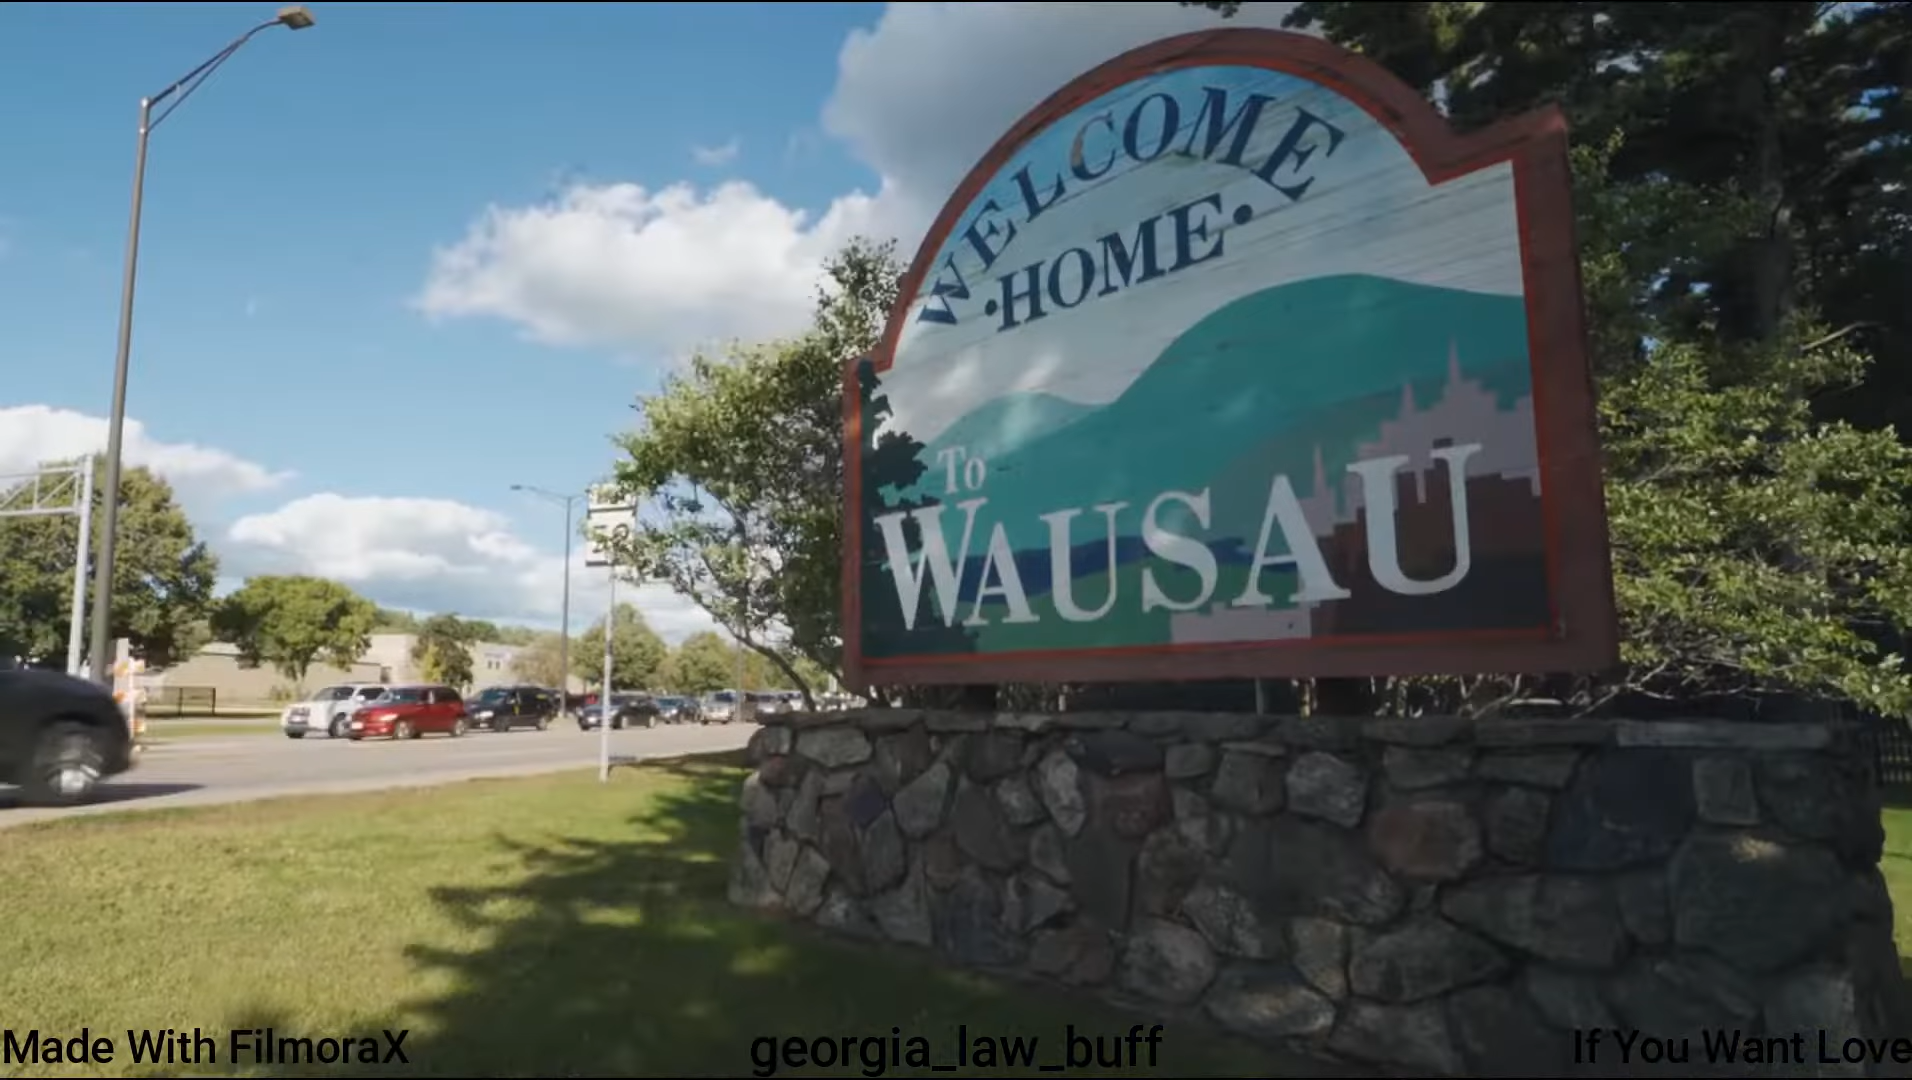 WELCOME
·HOME·
To
WAUSAU
Made With FilmoraX
georgia_law_buff
If You Want Love